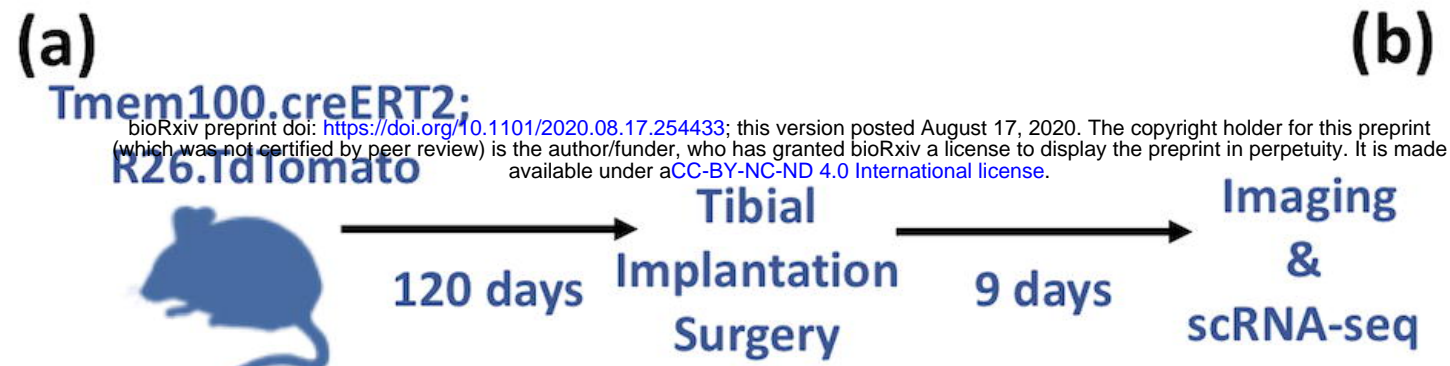 (a)
(b)
Tmem100.creERT2;
bioRxiv preprint doi: https://doi.org/10.1101/2020.08.17.254433; this version posted August 17, 2020. The copyright holder for this preprint
(which was not certified by peer review) is the author/funder, who has granted bioRxiv a license to display the preprint in perpetuity. It is made
available under aCC-BY-NC-ND 4.0 International license.
R26.TdTomato
120 days
Tibial
Implantation
Surgery
9 days
Imaging
&
scRNA-seq